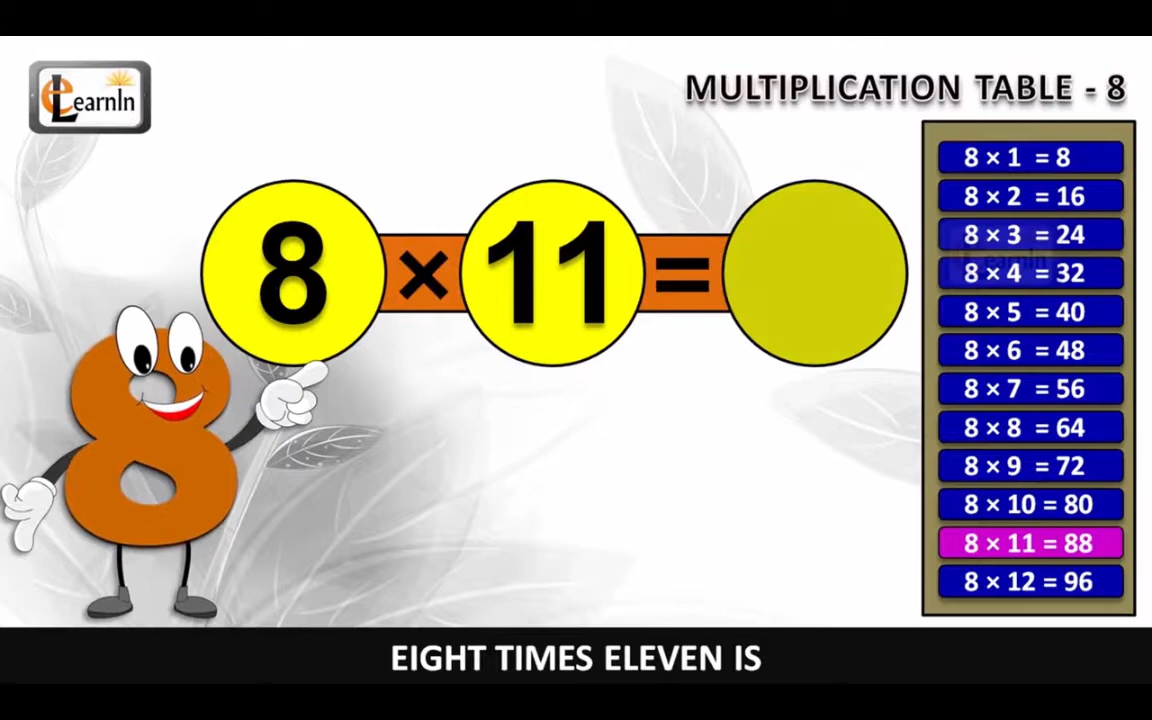 eLearnIn
MULTIPLICATION TABLE - 8
8 × 11 =
8 × 1 = 8
8 × 2 = 16
8 × 3 = 24
8 × 4 = 32
8 × 5 = 40
8 × 6 = 48
8 × 7 = 56
8 × 8 = 64
8 × 9 = 72
8 × 10 = 80
8 × 11 = 88
8 × 12 = 96
8
EIGHT TIMES ELEVEN IS